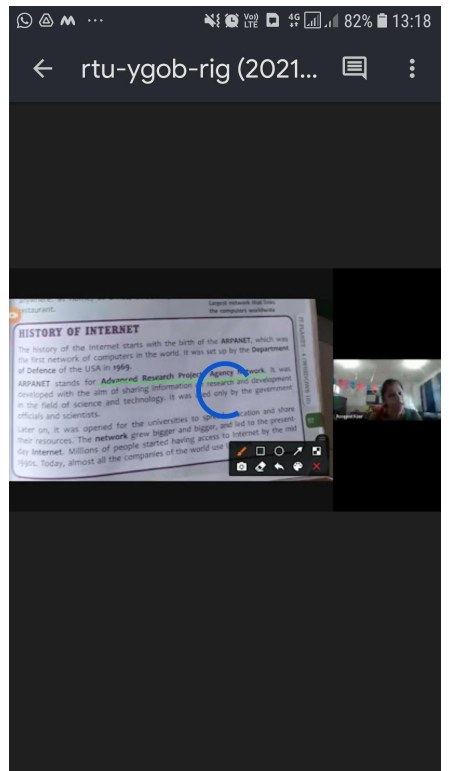 Vo))
LTE
4G
82%
13:18
rtu-ygob-rig (2021...
restaurant.
Largest network that links
the computers worldwide
HISTORY OF INTERNET
The history of the Internet starts with the birth of the ARPANET, which was
the first network of computers in the world. It was set up by the Department
of Defence of the USA in 1969.
ARPANET stands for Advanced Research Project Agency Network. It was
developed with the aim of sharing information research and development
in the field of science and technology. It was only by the government
officials and scientists.
Later on, it was opened for the universities to and share
their resources. The network grew bigger and bigger, and led to the present
day Internet. Millions of people started having access to Internet by the mid
1990s. Today, almost all the companies of the world use